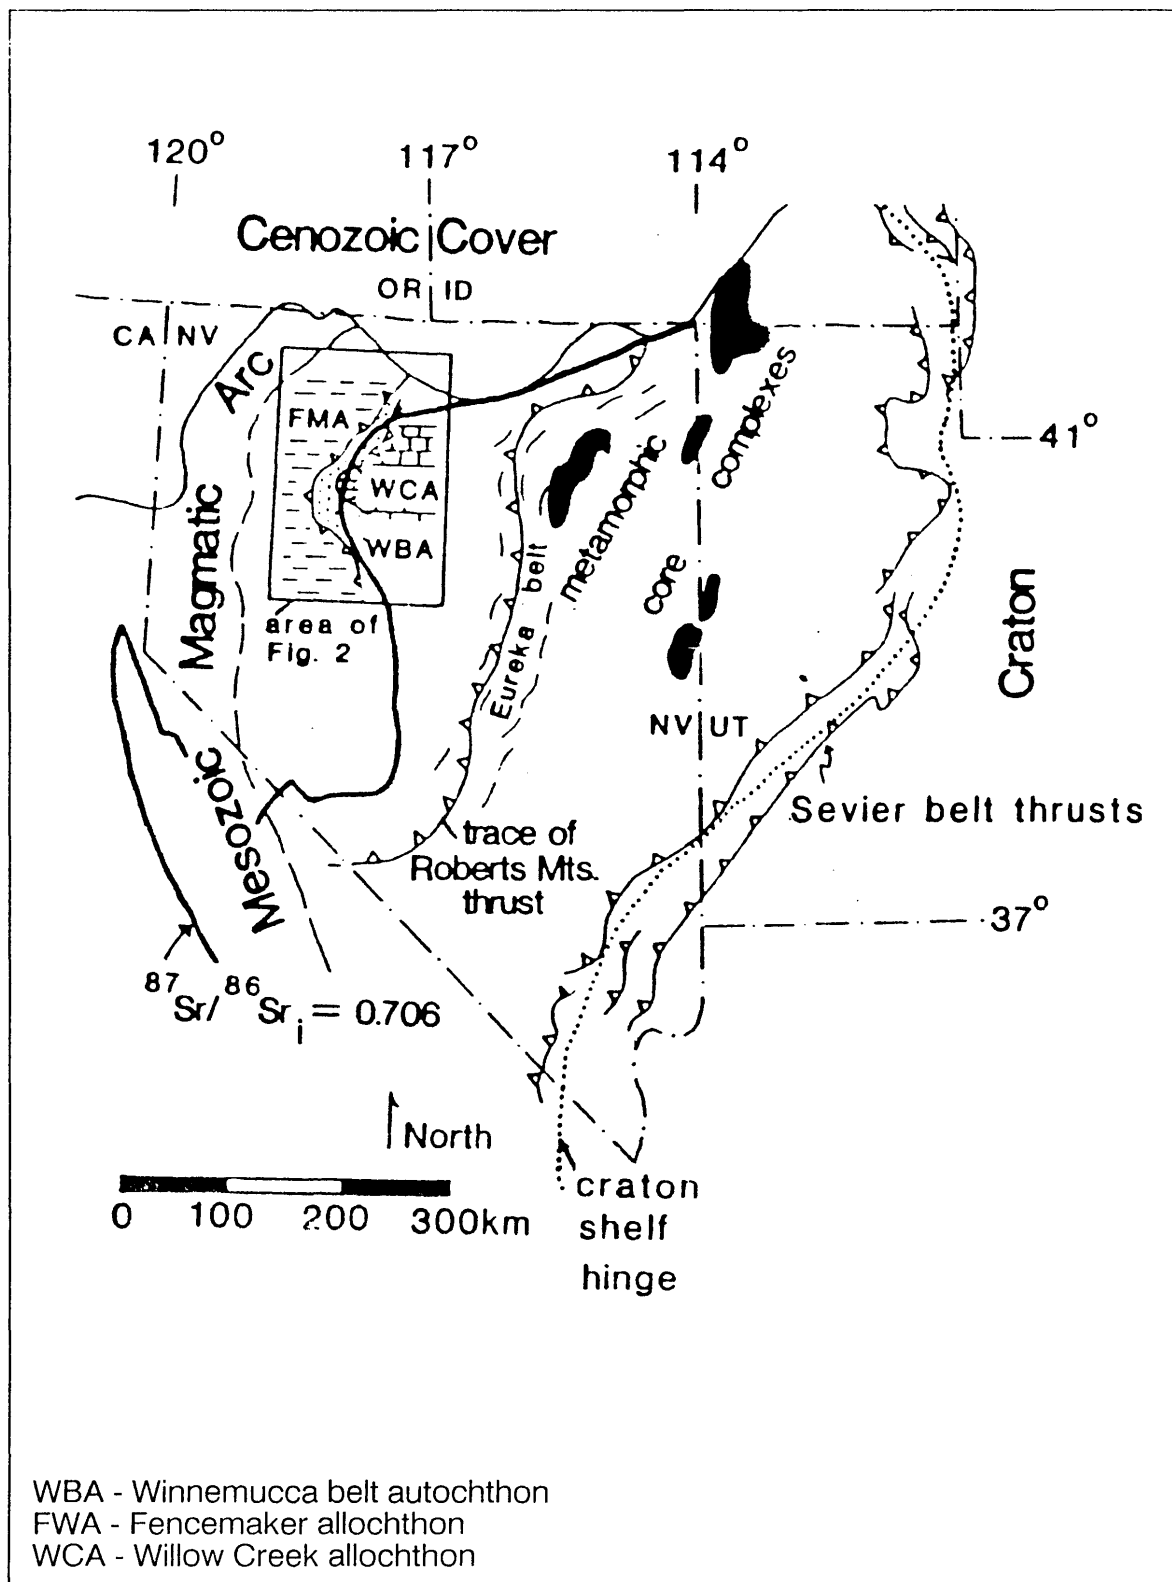 120°
117°
114°
Cenozoic Cover
OR ID
CA NV
Arc
FMA
WCA
WBA
41°
complexes
metamorphic
core
Eureka belt
Magmatic
area of
Fig. 2
Craton
NV UT
Mesozoic
Sevier belt thrusts
trace of
Roberts Mts.
thrust
37°
87Sr/86Sri = 0.706
North
0 100 200 300km
craton
shelf
hinge
WBA - Winnemucca belt autochthon
FWA - Fencemaker allochthon
WCA - Willow Creek allochthon